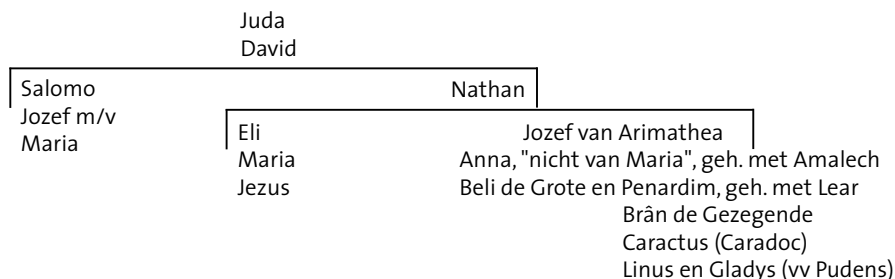 Juda
David
Salomo Nathan
Jozef m/v
Maria
Eli Jozef van Arimathea
Maria Anna, "nicht van Maria", geh. met Amalech
Jezus Beli de Grote en Penardim, geh. met Lear
Brân de Gezegende
Caractus (Caradoc)
Linus en Gladys (vv Pudens)